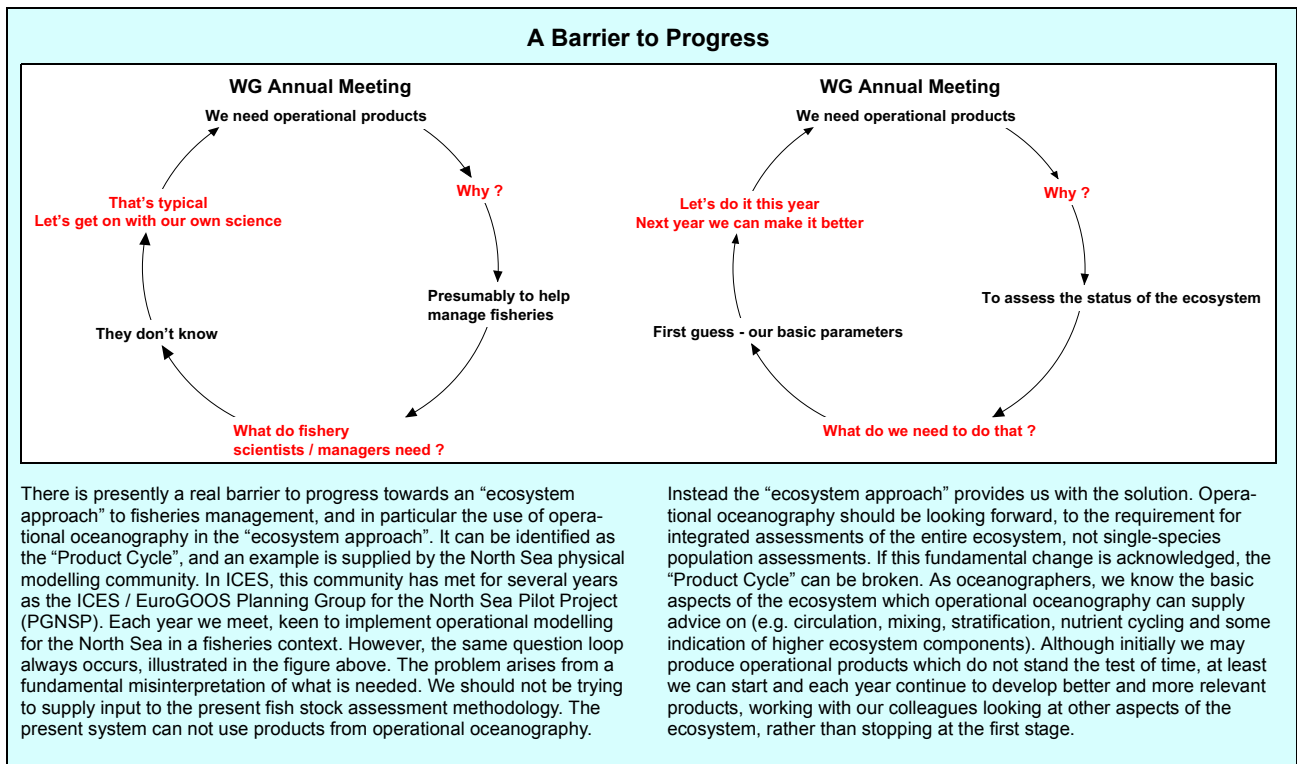 A Barrier to Progress
WG Annual Meeting
We need operational products
Why ?
Presumably to help
manage fisheries
What do fishery
scientists / managers need ?
They don't know
That's typical
Let's get on with our own science
WG Annual Meeting
We need operational products
Why ?
To assess the status of the ecosystem
What do we need to do that ?
First guess - our basic parameters
Let's do it this year
Next year we can make it better
There is presently a real barrier to progress towards an “ecosystem
approach” to fisheries management, and in particular the use of opera-
tional oceanography in the “ecosystem approach”. It can be identified as
the “Product Cycle”, and an example is supplied by the North Sea physical
modelling community. In ICES, this community has met for several years
as the ICES / EuroGOOS Planning Group for the North Sea Pilot Project
(PGNSP). Each year we meet, keen to implement operational modelling
for the North Sea in a fisheries context. However, the same question loop
always occurs, illustrated in the figure above. The problem arises from a
fundamental misinterpretation of what is needed. We should not be trying
to supply input to the present fish stock assessment methodology. The
present system can not use products from operational oceanography.
Instead the “ecosystem approach” provides us with the solution. Opera-
tional oceanography should be looking forward, to the requirement for
integrated assessments of the entire ecosystem, not single-species
population assessments. If this fundamental change is acknowledged, the
“Product Cycle” can be broken. As oceanographers, we know the basic
aspects of the ecosystem which operational oceanography can supply
advice on (e.g. circulation, mixing, stratification, nutrient cycling and some
indication of higher ecosystem components). Although initially we may
produce operational products which do not stand the test of time, at least
we can start and each year continue to develop better and more relevant
products, working with our colleagues looking at other aspects of the
ecosystem, rather than stopping at the first stage.